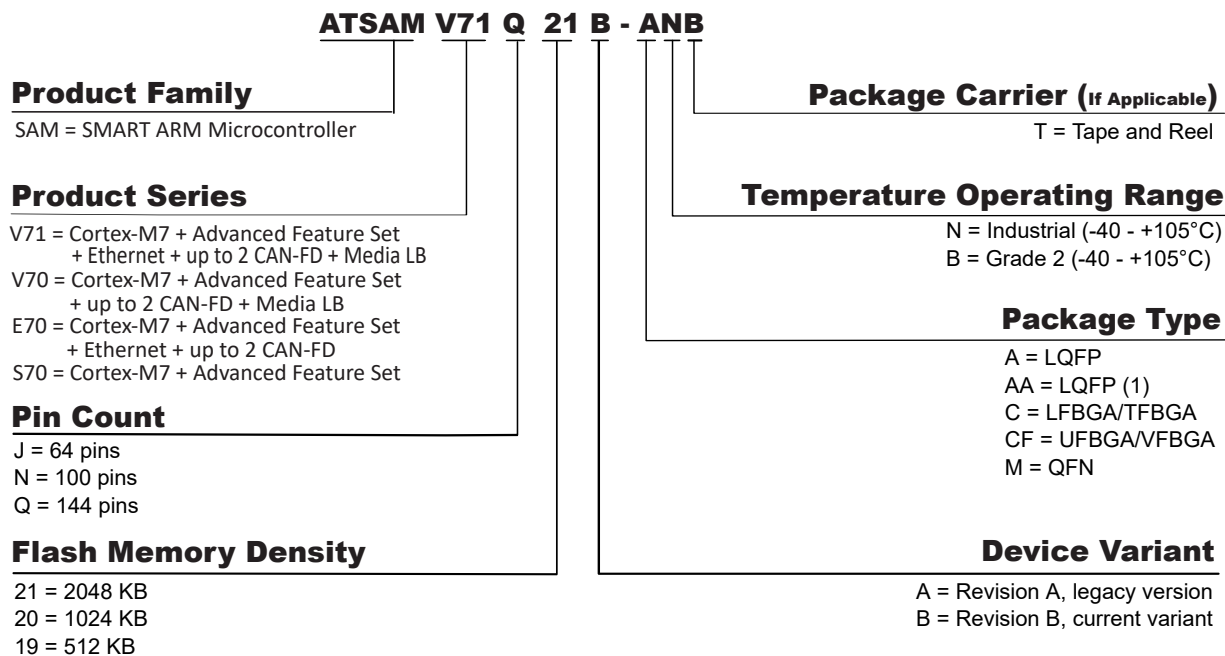 ATSAM V71 Q 21 B - ANB
Product Family
SAM = SMART ARM Microcontroller
Product Series
V71 = Cortex-M7 + Advanced Feature Set
+ Ethernet + up to 2 CAN-FD + Media LB
V70 = Cortex-M7 + Advanced Feature Set
+ up to 2 CAN-FD + Media LB
E70 = Cortex-M7 + Advanced Feature Set
+ Ethernet + up to 2 CAN-FD
S70 = Cortex-M7 + Advanced Feature Set
Pin Count
J = 64 pins
N = 100 pins
Q = 144 pins
Flash Memory Density
21 = 2048 KB
20 = 1024 KB
19 = 512 KB
Package Carrier (If Applicable)
T = Tape and Reel
Temperature Operating Range
N = Industrial (-40 - +105°C)
B = Grade 2 (-40 - +105°C)
Package Type
A = LQFP
AA = LQFP (1)
C = LFBGA/TFBGA
CF = UFBGA/VFBGA
M = QFN
Device Variant
A = Revision A, legacy version
B = Revision B, current variant